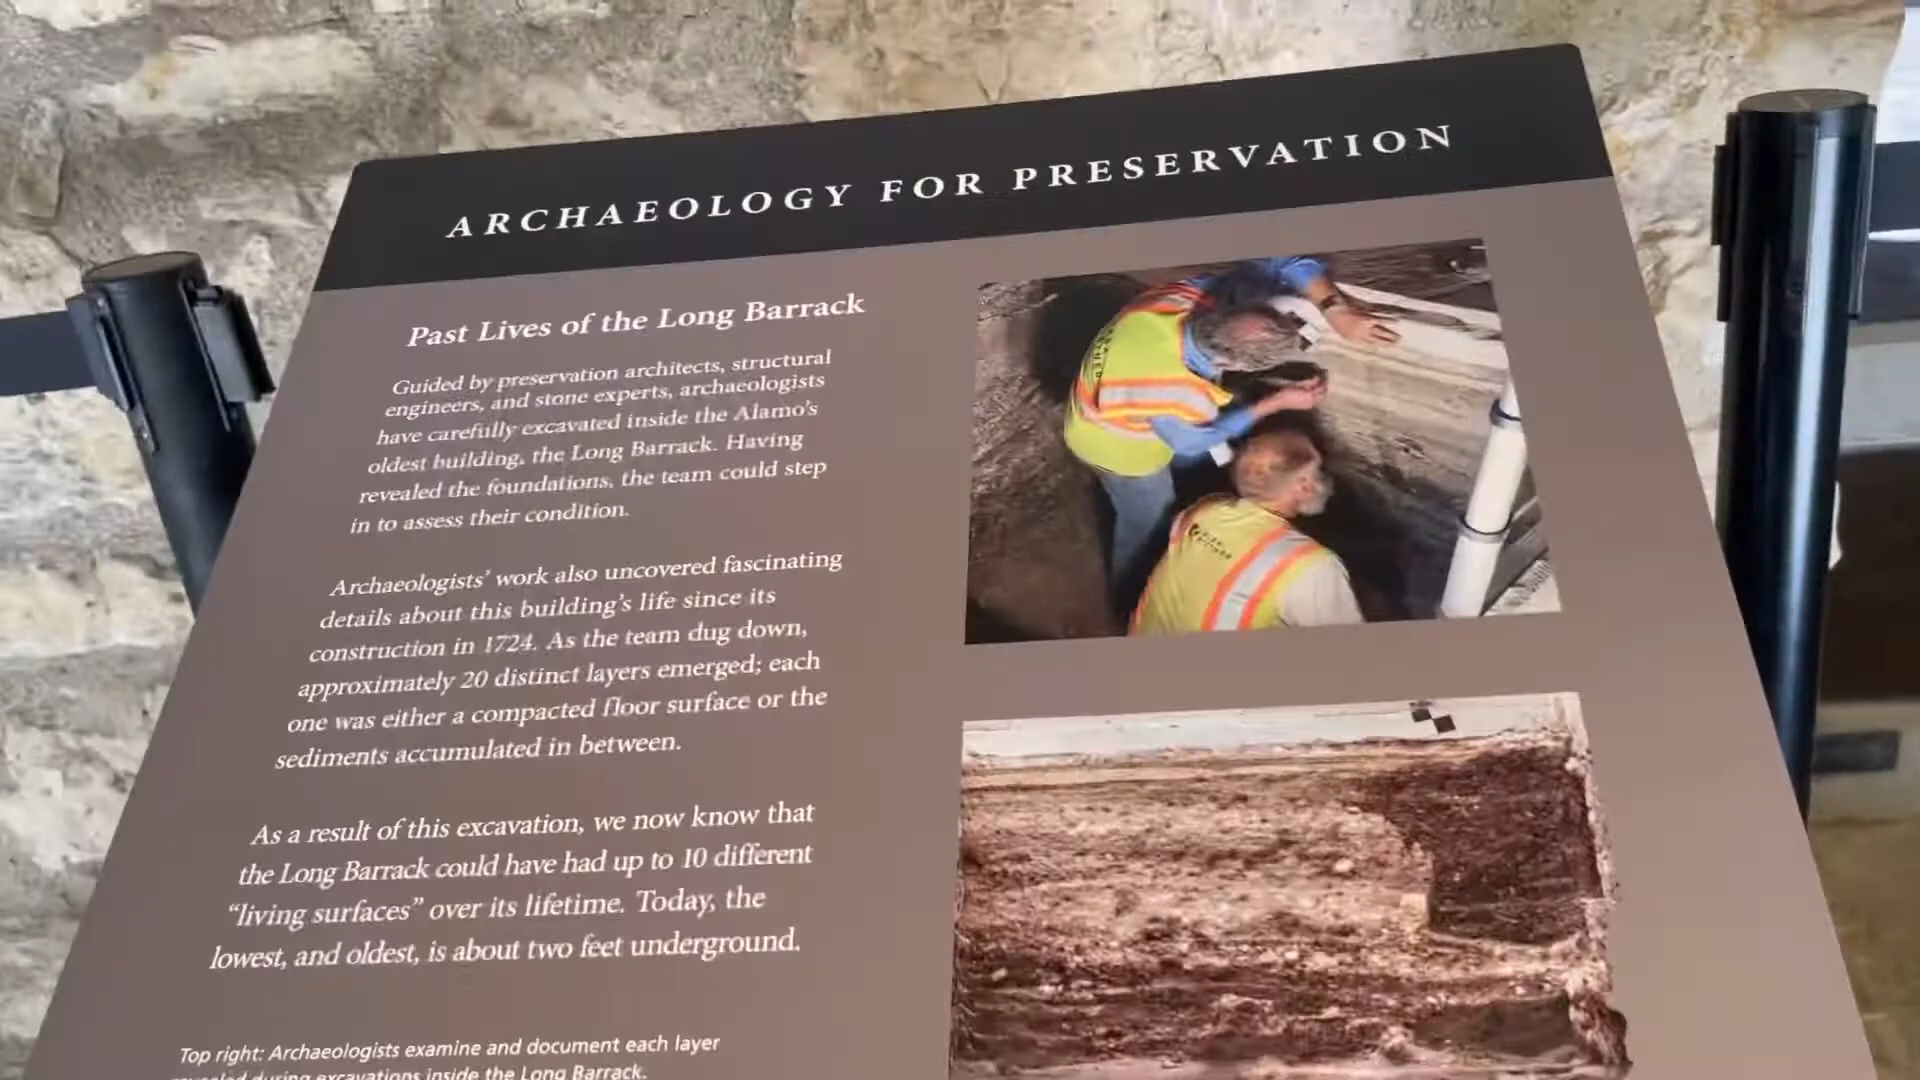 ARCHAEOLOGY FOR PRESERVATION
Past Lives of the Long Barrack
Guided by preservation architects, structural
engineers, and stone experts, archaeologists
have carefully excavated inside the Alamo's
oldest building, the Long Barrack. Having
revealed the foundations, the team could step
in to assess their condition.
Archaeologists' work also uncovered fascinating
details about this building's life since its
construction in 1724. As the team dug down,
approximately 20 distinct layers emerged; each
one was either a compacted floor surface or the
sediments accumulated in between.
As a result of this excavation, we now know that
the Long Barrack could have had up to 10 different
“living surfaces” over its lifetime. Today, the
lowest, and oldest, is about two feet underground.
Top right: Archaeologists examine and document each layer
revealed during excavations inside the Long Barrack.